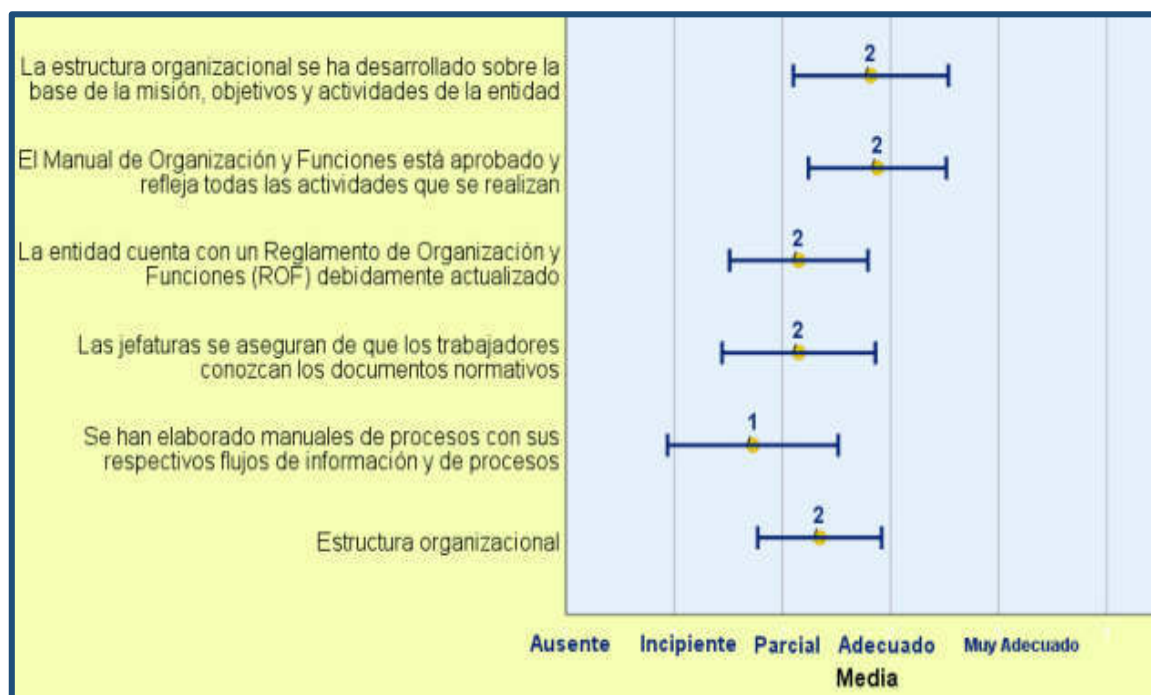 La estructura organizacional se ha desarrollado sobre la
base de la misión, objetivos y actividades de la entidad
2
El Manual de Organización y Funciones está aprobado y
refleja todas las actividades que se realizan
2
La entidad cuenta con un Reglamento de Organización y
Funciones (ROF) debidamente actualizado
2
Las jefaturas se aseguran de que los trabajadores
conozcan los documentos normativos
2
Se han elaborado manuales de procesos con sus
respectivos flujos de información y de procesos
1
Estructura organizacional
2
Ausente Incipiente Parcial Adecuado Muy Adecuado
Media